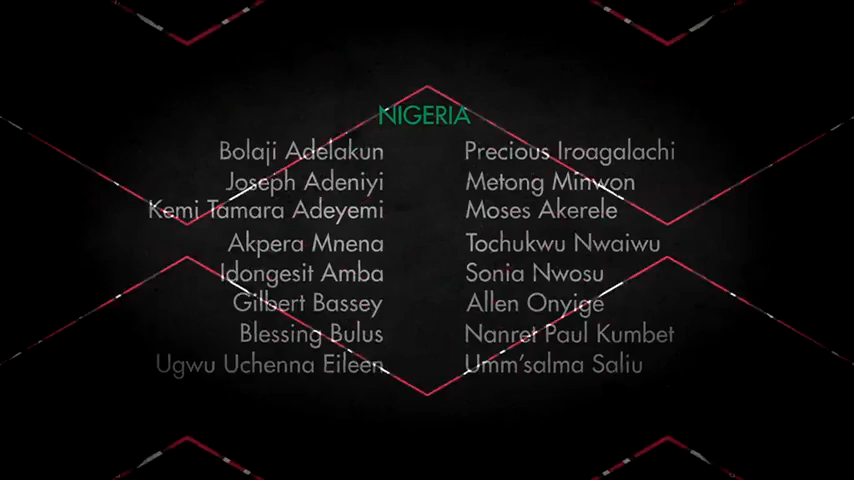 NIGERIA
Bolaji Adelakun
Joseph Adeniyi
Kemi Tamara Adeyemi
Akpera Mnena
Idongesit Amba
Gilbert Bassey
Blessing Bulus
Ugwu Uchenna Eileen
Precious Iroagalachi
Metong Minwon
Moses Akerele
Tochukwu Nwaiwu
Sonia Nwosu
Allen Onyige
Nanret Paul Kumbet
Umm'salma Saliu